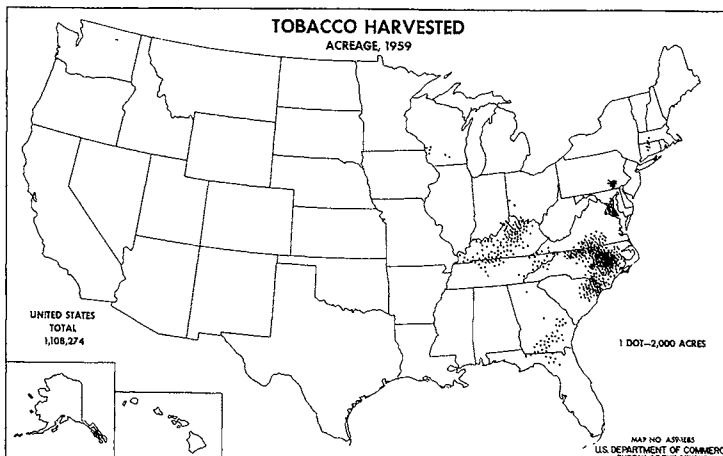 TOBACCO HARVESTED
ACREAGE, 1959
UNITED STATES
TOTAL
1,108,274
1 DOT—2,000 ACRES
MAP NO. A59-1685
U.S. DEPARTMENT OF COMMERC